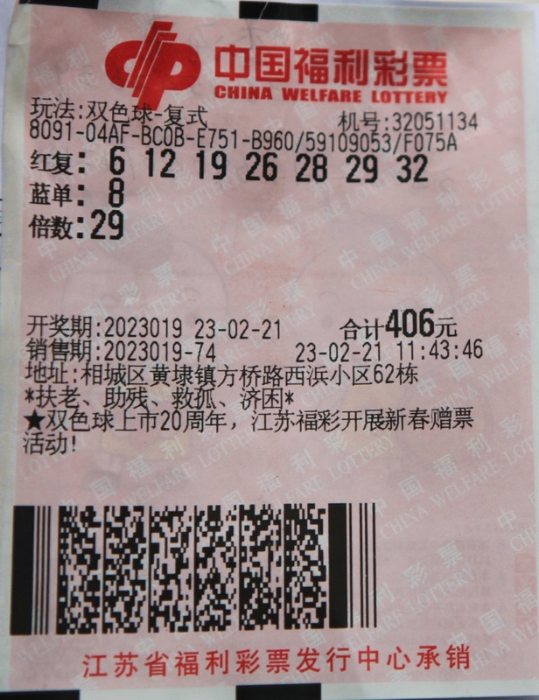 中国福利彩票
CHINA WELFARE LOTTERY
玩法:双色球-复式 机号:32051134
8091-04AF-BC0B-E751-B960/59109053/F075A
红复: 6 12 19 26 28 29 32
蓝单: 8
倍数:29
开奖期:2023019 23-02-21 合计406元
销售期:2023019-74 23-02-21 11:43:46
地址:相城区黄埭镇方桥路西浜小区62栋
*扶老、助残、救孤、济困*
★双色球上市20周年,江苏福彩开展新春赠票
活动!
江苏省福利彩票发行中心承销